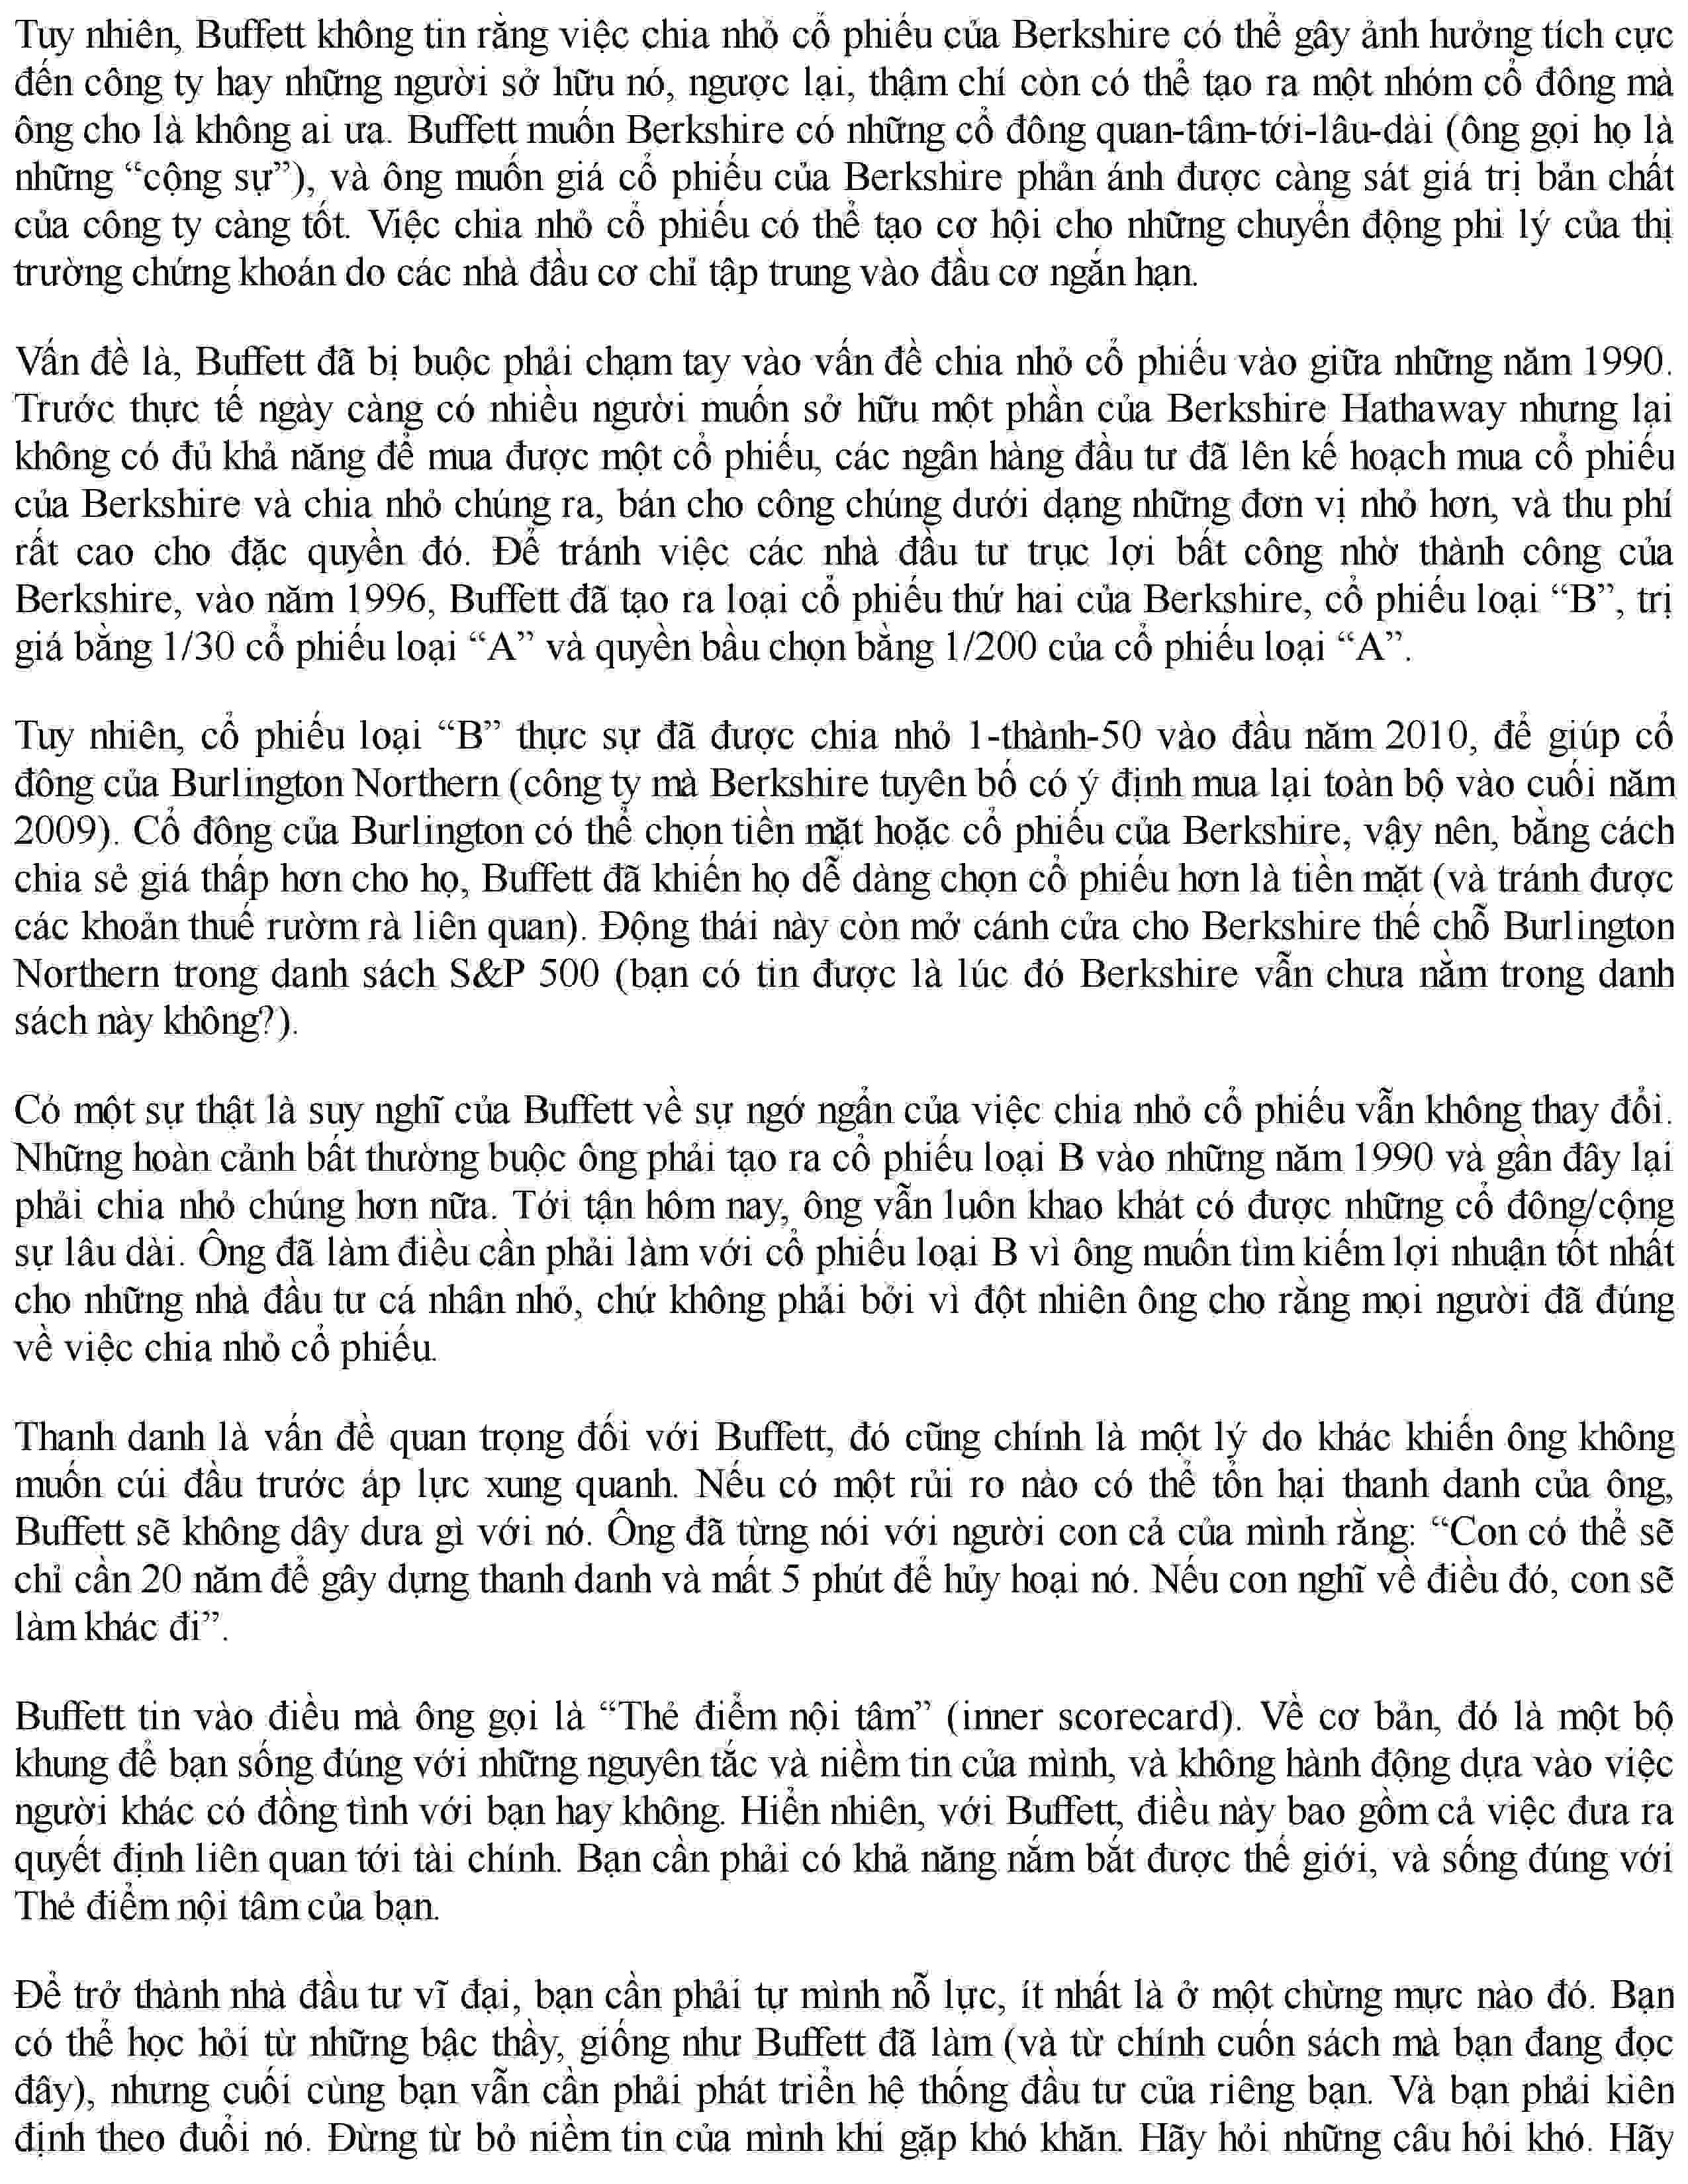 Tuy nhiên, Buffett không tin rằng việc chia nhỏ cổ phiếu của Berkshire có thể gây ảnh hưởng tích cực
đến công ty hay những người sở hữu nó, ngược lại, thậm chí còn có thể tạo ra một nhóm cổ đông mà
ông cho là không ai ưa. Buffett muốn Berkshire có những cổ đông quan-tâm-tới-lâu-dài (ông gọi họ là
những “cộng sự”), và ông muốn giá cổ phiếu của Berkshire phản ánh được càng sát giá trị bản chất
của công ty càng tốt. Việc chia nhỏ cổ phiếu có thể tạo cơ hội cho những chuyển động phi lý của thị
trường chứng khoán do các nhà đầu cơ chỉ tập trung vào đầu cơ ngắn hạn.
Vấn đề là, Buffett đã bị buộc phải chạm tay vào vấn đề chia nhỏ cổ phiếu vào giữa những năm 1990.
Trước thực tế ngày càng có nhiều người muốn sở hữu một phần của Berkshire Hathaway nhưng lại
không có đủ khả năng để mua được một cổ phiếu, các ngân hàng đầu tư đã lên kế hoạch mua cổ phiếu
của Berkshire và chia nhỏ chúng ra, bán cho công chúng dưới dạng những đơn vị nhỏ hơn, và thu phí
rất cao cho đặc quyền đó. Để tránh việc các nhà đầu tư trục lợi bất công nhờ thành công của
Berkshire, vào năm 1996, Buffett đã tạo ra loại cổ phiếu thứ hai của Berkshire, cổ phiếu loại “B”, trị
giá bằng 1/30 cổ phiếu loại “A” và quyền bầu chọn bằng 1/200 của cổ phiếu loại “A”.
Tuy nhiên, cổ phiếu loại “B” thực sự đã được chia nhỏ 1-thành-50 vào đầu năm 2010, để giúp cổ
đông của Burlington Northern (công ty mà Berkshire tuyên bố có ý định mua lại toàn bộ vào cuối năm
2009). Cổ đông của Burlington có thể chọn tiền mặt hoặc cổ phiếu của Berkshire, vậy nên, bằng cách
chia sẻ giá thấp hơn cho họ, Buffett đã khiến họ dễ dàng chọn cổ phiếu hơn là tiền mặt (và tránh được
các khoản thuế rườm rà liên quan). Động thái này còn mở cánh cửa cho Berkshire thế chỗ Burlington
Northern trong danh sách S&P 500 (bạn có tin được là lúc đó Berkshire vẫn chưa nằm trong danh
sách này không?).
Có một sự thật là suy nghĩ của Buffett về sự ngớ ngẩn của việc chia nhỏ cổ phiếu vẫn không thay đổi.
Những hoàn cảnh bất thường buộc ông phải tạo ra cổ phiếu loại B vào những năm 1990 và gần đây lại
phải chia nhỏ chúng hơn nữa. Tới tận hôm nay, ông vẫn luôn khao khát có được những cổ đông/cộng
sự lâu dài. Ông đã làm điều cần phải làm với cổ phiếu loại B vì ông muốn tìm kiếm lợi nhuận tốt nhất
cho những nhà đầu tư cá nhân nhỏ, chứ không phải bởi vì đột nhiên ông cho rằng mọi người đã đúng
về việc chia nhỏ cổ phiếu.
Thanh danh là vấn đề quan trọng đối với Buffett, đó cũng chính là một lý do khác khiến ông không
muốn cúi đầu trước áp lực xung quanh. Nếu có một rủi ro nào có thể tổn hại thanh danh của ông,
Buffett sẽ không dây dưa gì với nó. Ông đã từng nói với người con cả của mình rằng: “Con có thể sẽ
chỉ cần 20 năm để gây dựng thanh danh và mất 5 phút để hủy hoại nó. Nếu con nghĩ về điều đó, con sẽ
làm khác đi”.
Buffett tin vào điều mà ông gọi là “Thẻ điểm nội tâm” (inner scorecard). Về cơ bản, đó là một bộ
khung để bạn sống đúng với những nguyên tắc và niềm tin của mình, và không hành động dựa vào việc
người khác có đồng tình với bạn hay không. Hiển nhiên, với Buffett, điều này bao gồm cả việc đưa ra
quyết định liên quan tới tài chính. Bạn cần phải có khả năng nắm bắt được thế giới, và sống đúng với
Thẻ điểm nội tâm của bạn.
Để trở thành nhà đầu tư vĩ đại, bạn cần phải tự mình nỗ lực, ít nhất là ở một chừng mực nào đó. Bạn
có thể học hỏi từ những bậc thầy, giống như Buffett đã làm (và từ chính cuốn sách mà bạn đang đọc
đây), nhưng cuối cùng bạn vẫn cần phải phát triển hệ thống đầu tư của riêng bạn. Và bạn phải kiên
định theo đuổi nó. Đừng từ bỏ niềm tin của mình khi gặp khó khăn. Hãy hỏi những câu hỏi khó. Hãy